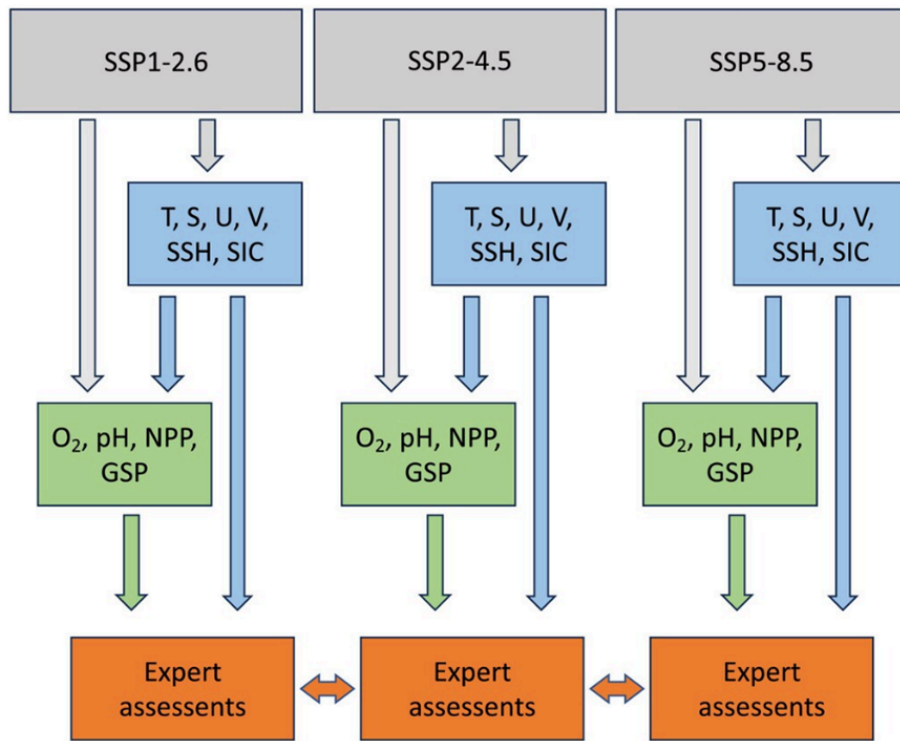 SSP1-2.6
SSP2-4.5
SSP5-8.5
T, S, U, V,
SSH, SIC
T, S, U, V,
SSH, SIC
T, S, U, V,
SSH, SIC
O₂, pH, NPP,
GSP
O₂, pH, NPP,
GSP
O₂, pH, NPP,
GSP
Expert
assessents
Expert
assessents
Expert
assessents